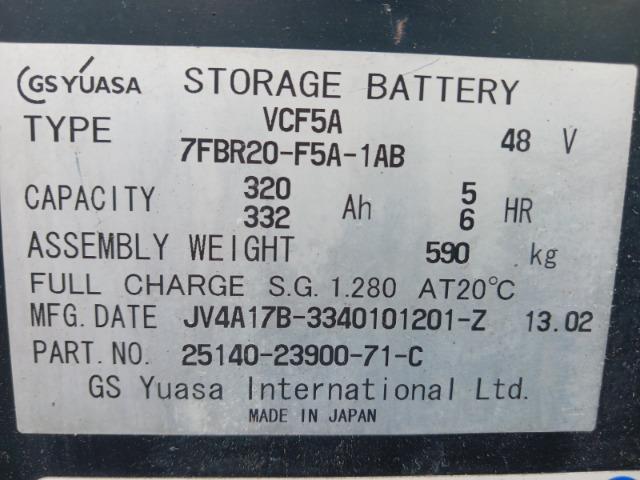 GS YUASA STORAGE BATTERY
TYPE VCF5A 48 V
7FBR20-F5A-1AB
CAPACITY 320 Ah 5 HR
332 6
ASSEMBLY WEIGHT 590 kg
FULL CHARGE S.G. 1.280 AT20℃
MFG. DATE JV4A17B-3340101201-Z 13.02
PART. NO. 25140-23900-71-C
GS Yuasa International Ltd.
MADE IN JAPAN